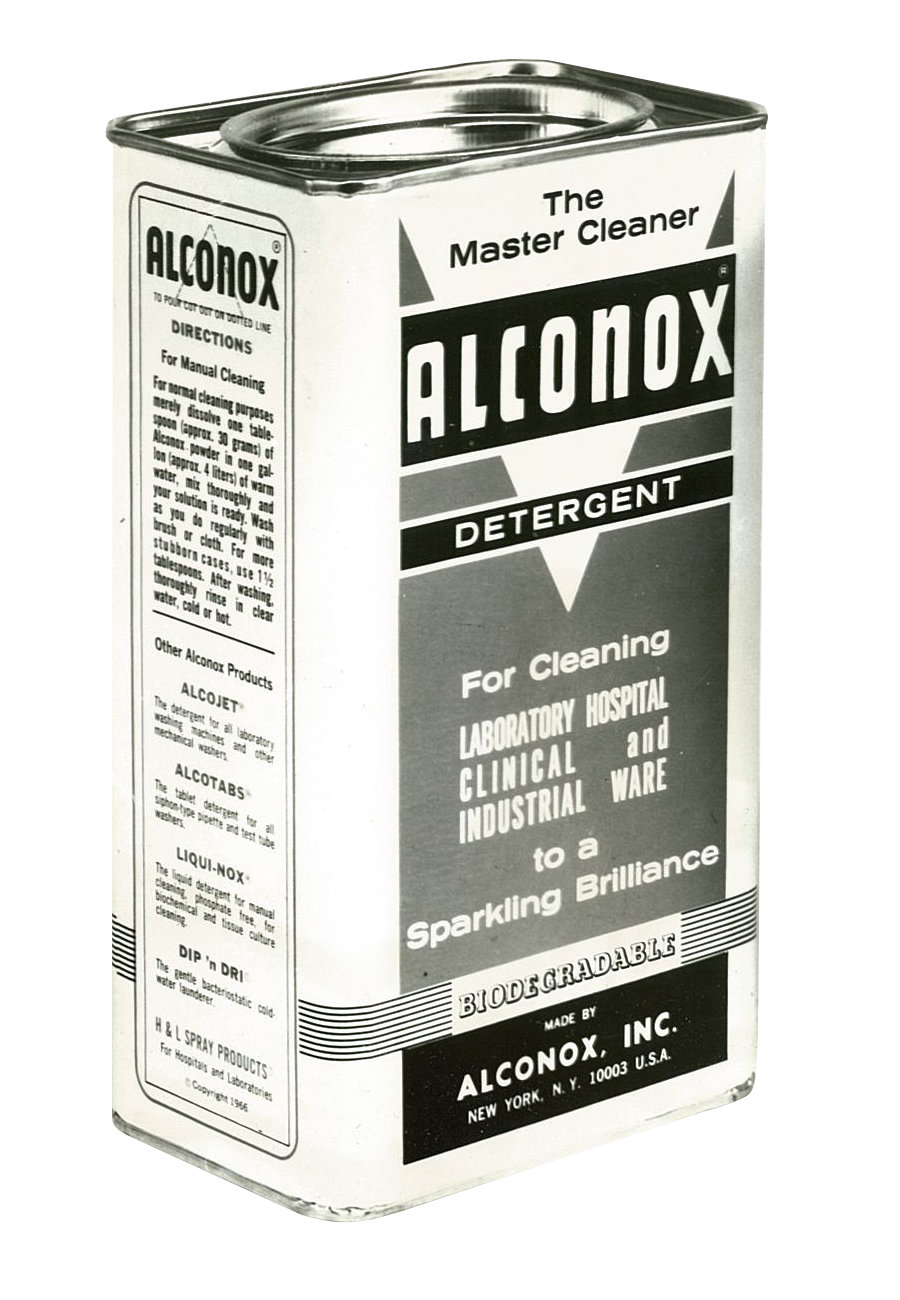 The
Master Cleaner
ALCONOX®
DETERGENT
For Cleaning
LABORATORY HOSPITAL
CLINICAL and
INDUSTRIAL WARE
to a
Sparkling Brilliance
BIODEGRADABLE
MADE BY
ALCONOX, INC.
NEW YORK, N. Y. 10003 U.S.A.
ALCONOX®
TO POUR CUT OUT ON DOTTED LINE
DIRECTIONS
For Manual Cleaning
For normal cleaning purposes
merely dissolve one table-
spoon (approx. 30 grams) of
Alconox powder in one gal-
lon (approx. 4 liters) of warm
water, mix thoroughly and
your solution is ready. Wash
as you do regularly with
brush or cloth. For more
stubborn cases, use 1½
tablespoons. After washing,
thoroughly rinse in clear
water, cold or hot.
Other Alconox Products
ALCOJET®
The detergent for all laboratory
washing machines and other
mechanical washers.
ALCOTABS®
The tablet detergent for all
siphon-type pipette and test tube
washers.
LIQUI-NOX®
The liquid detergent for manual
cleaning, phosphate free, for
biochemical and tissue culture
cleaning.
DIP 'n DRI
The gentle bacteriostatic cold-
water launderer.
H & L SPRAY PRODUCTS
For Hospitals and Laboratories
© Copyright 1966